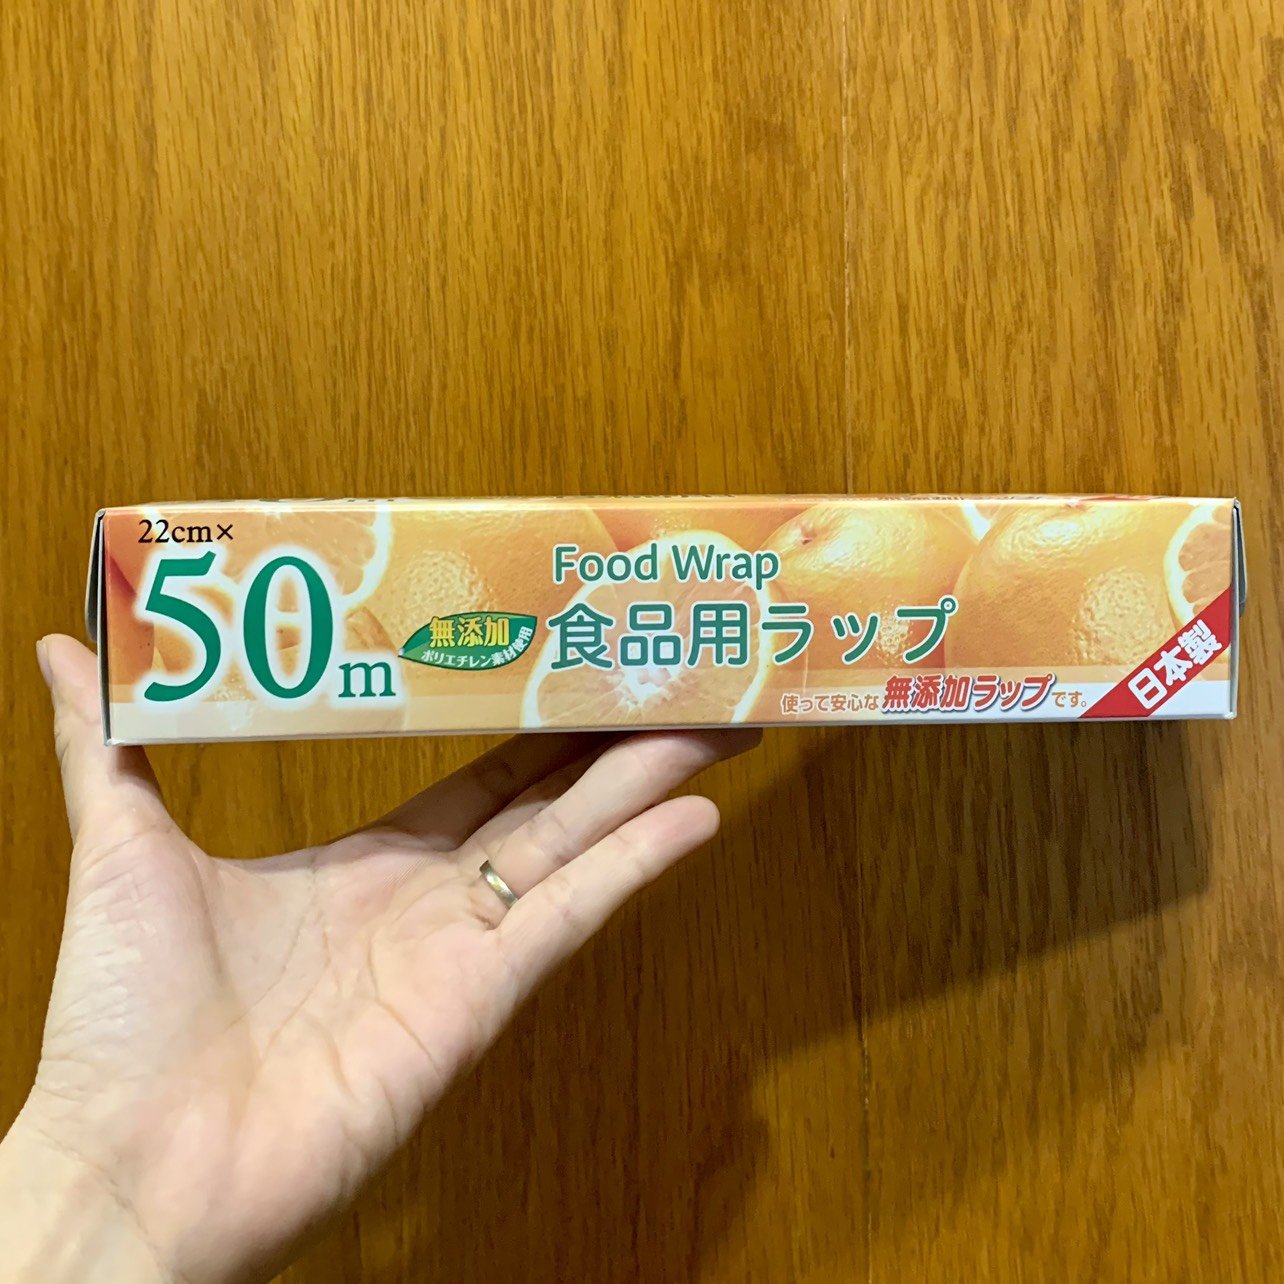 22cm×
50m
無添加
ポリエチレン素材使用
Food Wrap
食品用ラップ
使って安心な無添加ラップです。
日本製